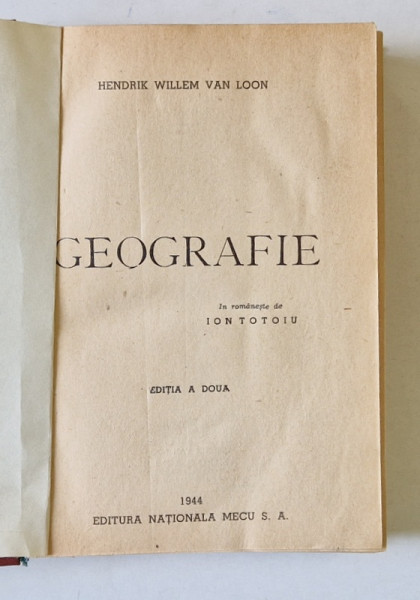 HENDRIK WILLEM VAN LOON
GEOGRAFIE
In românește de
ION TOTOIU
EDIȚIA A DOUA
1944
EDITURA NAȚIONALA MECU S. A.